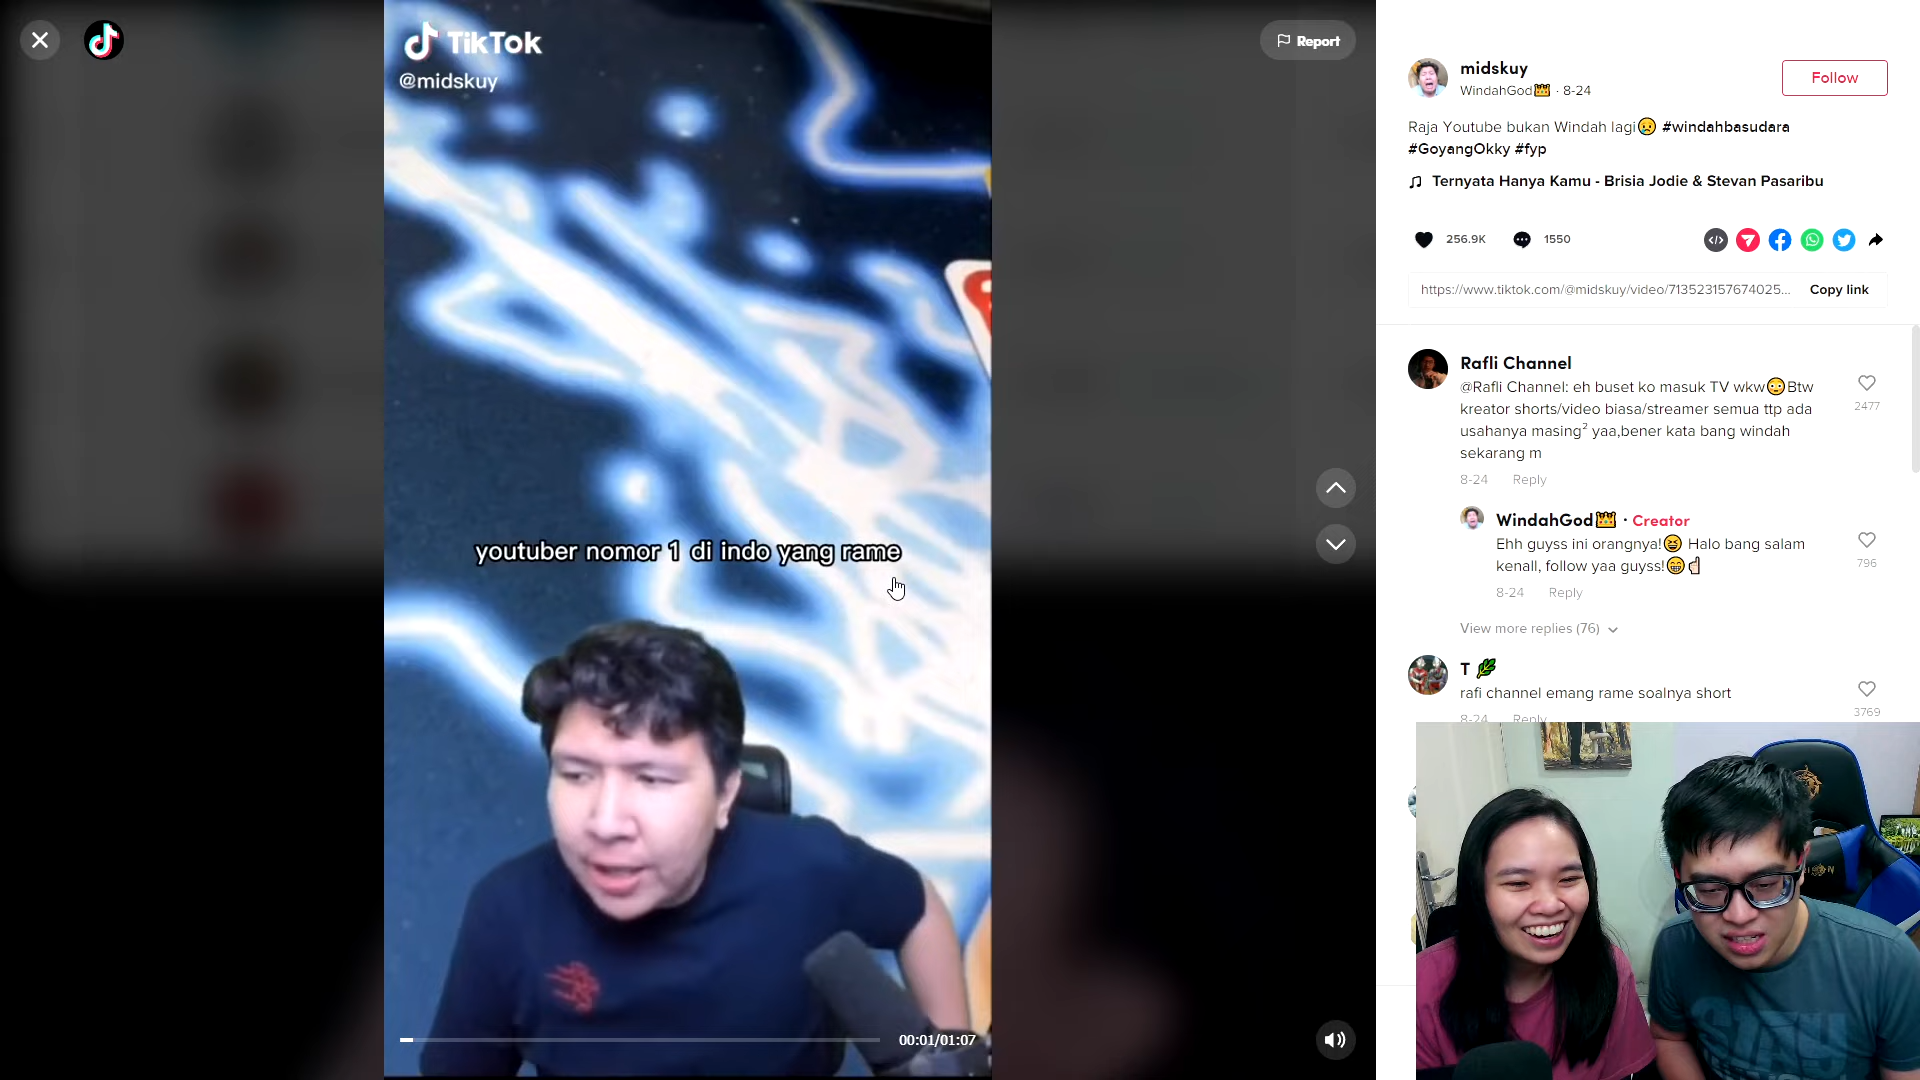 TikTok
@midskuy
Report
youtuber nomor 1 di indo yang rame
00:01/01:07
midskuy
WindahGod👑 · 8-24
Follow
Raja Youtube bukan Windah lagi😥 #windahbasudara
#GoyangOkky #fyp
Ternyata Hanya Kamu - Brisia Jodie & Stevan Pasaribu
256.9K
1550
https://www.tiktok.com/@midskuy/video/713523157674025...
Copy link
Rafli Channel
@Rafli Channel: eh buset ko masuk TV wkw😳Btw
kreator shorts/video biasa/streamer semua ttp ada
usahanya masing² yaa,bener kata bang windah
sekarang m
2477
8-24 Reply
WindahGod👑 · Creator
Ehh guyss ini orangnya!😆 Halo bang salam
kenall, follow yaa guyss!😁☝🏻
796
8-24 Reply
View more replies (76)
T 🌿
rafi channel emang rame soalnya short
3769
8-24 Reply